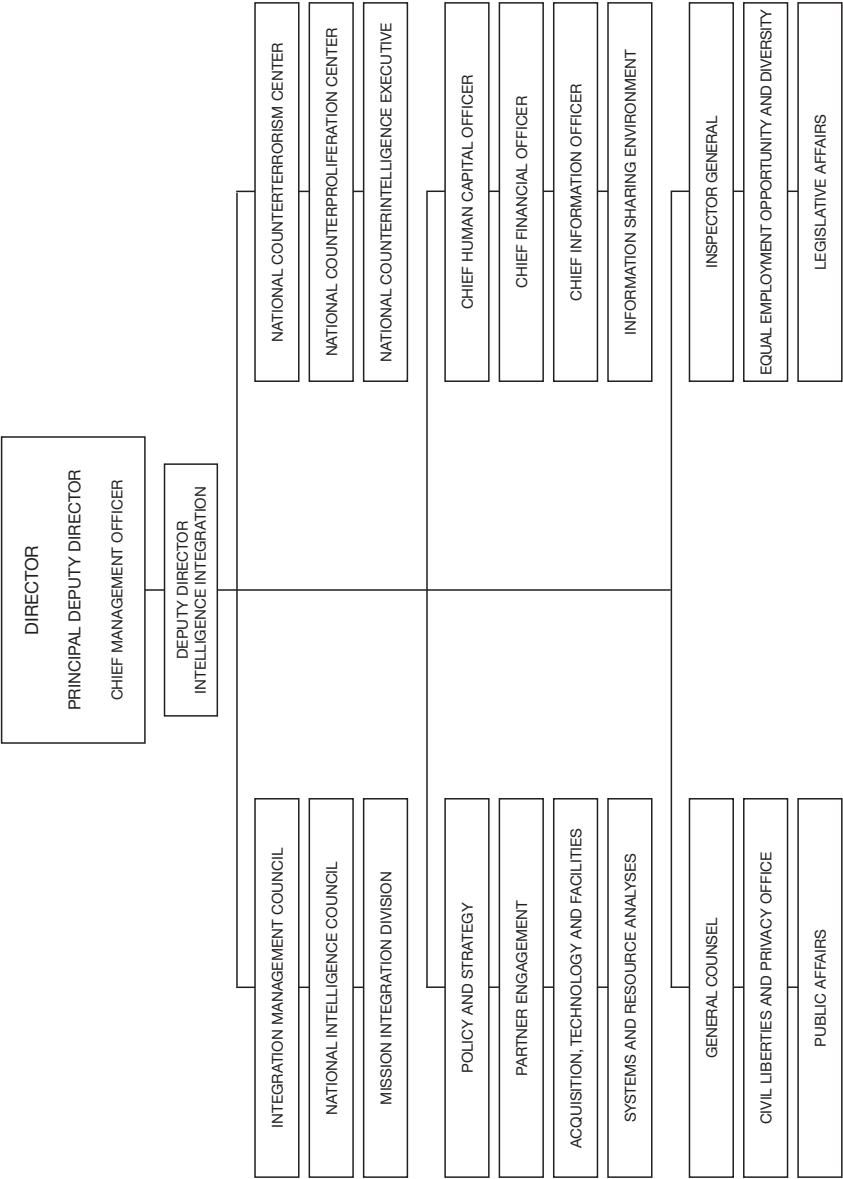 DIRECTOR
PRINCIPAL DEPUTY DIRECTOR
CHIEF MANAGEMENT OFFICER
DEPUTY DIRECTOR
INTELLIGENCE INTEGRATION
INTEGRATION MANAGEMENT COUNCIL
NATIONAL INTELLIGENCE COUNCIL
MISSION INTEGRATION DIVISION
NATIONAL COUNTERTERRORISM CENTER
NATIONAL COUNTERPROLIFERATION CENTER
NATIONAL COUNTERINTELLIGENCE EXECUTIVE
POLICY AND STRATEGY
PARTNER ENGAGEMENT
ACQUISITION, TECHNOLOGY AND FACILITIES
SYSTEMS AND RESOURCE ANALYSES
CHIEF HUMAN CAPITAL OFFICER
CHIEF FINANCIAL OFFICER
CHIEF INFORMATION OFFICER
INFORMATION SHARING ENVIRONMENT
GENERAL COUNSEL
CIVIL LIBERTIES AND PRIVACY OFFICE
PUBLIC AFFAIRS
INSPECTOR GENERAL
EQUAL EMPLOYMENT OPPORTUNITY AND DIVERSITY
LEGISLATIVE AFFAIRS